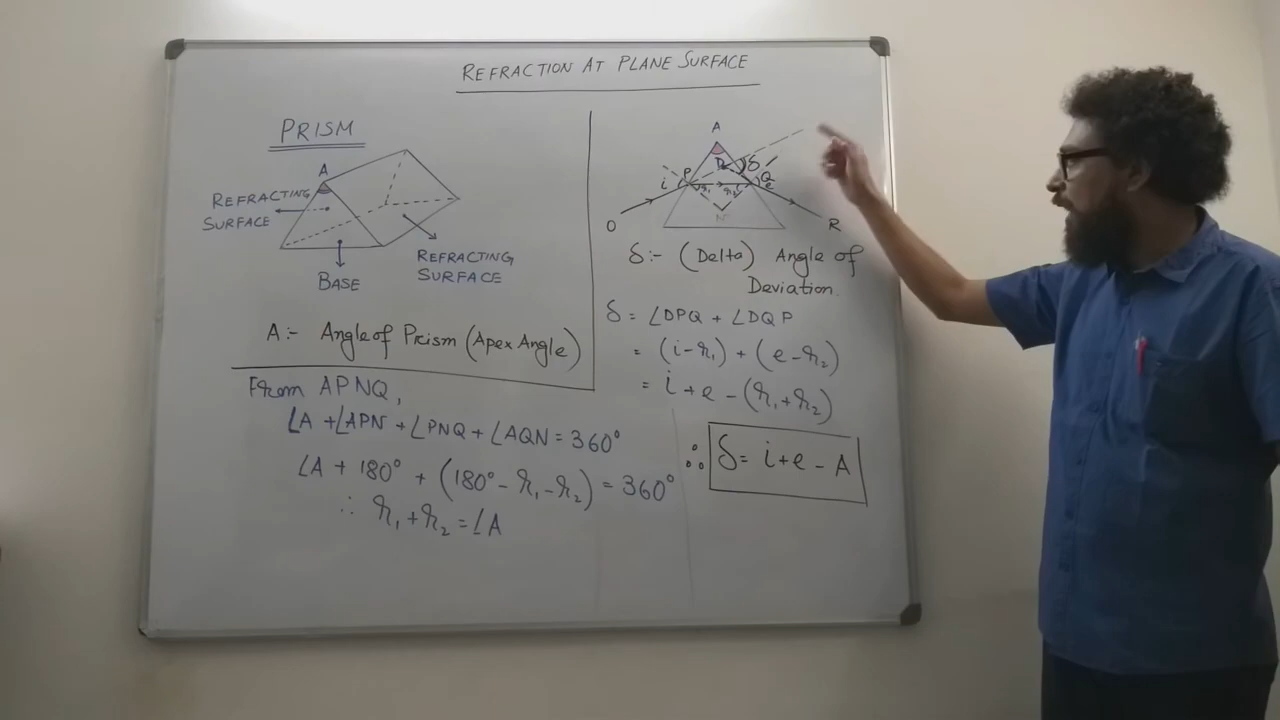 REFRACTION AT PLANE SURFACE
PRISM
A
REFRACTING
SURFACE
REFRACTING
SURFACE
BASE
A:- Angle of Prism (Apex Angle)
From APNQ,
∠A + ∠APN + ∠PNQ + ∠AQN = 360°
∠A + 180° + (180° - r₁ - r₂) = 360°
∴ r₁ + r₂ = ∠A
A
D δ
P Q
i r₁ r₂ e
N
O R
δ:- (Delta) Angle of
Deviation.
δ = ∠DPQ + ∠DQP
= (i - r₁) + (e - r₂)
= i + e - (r₁ + r₂)
∴ δ = i + e - A